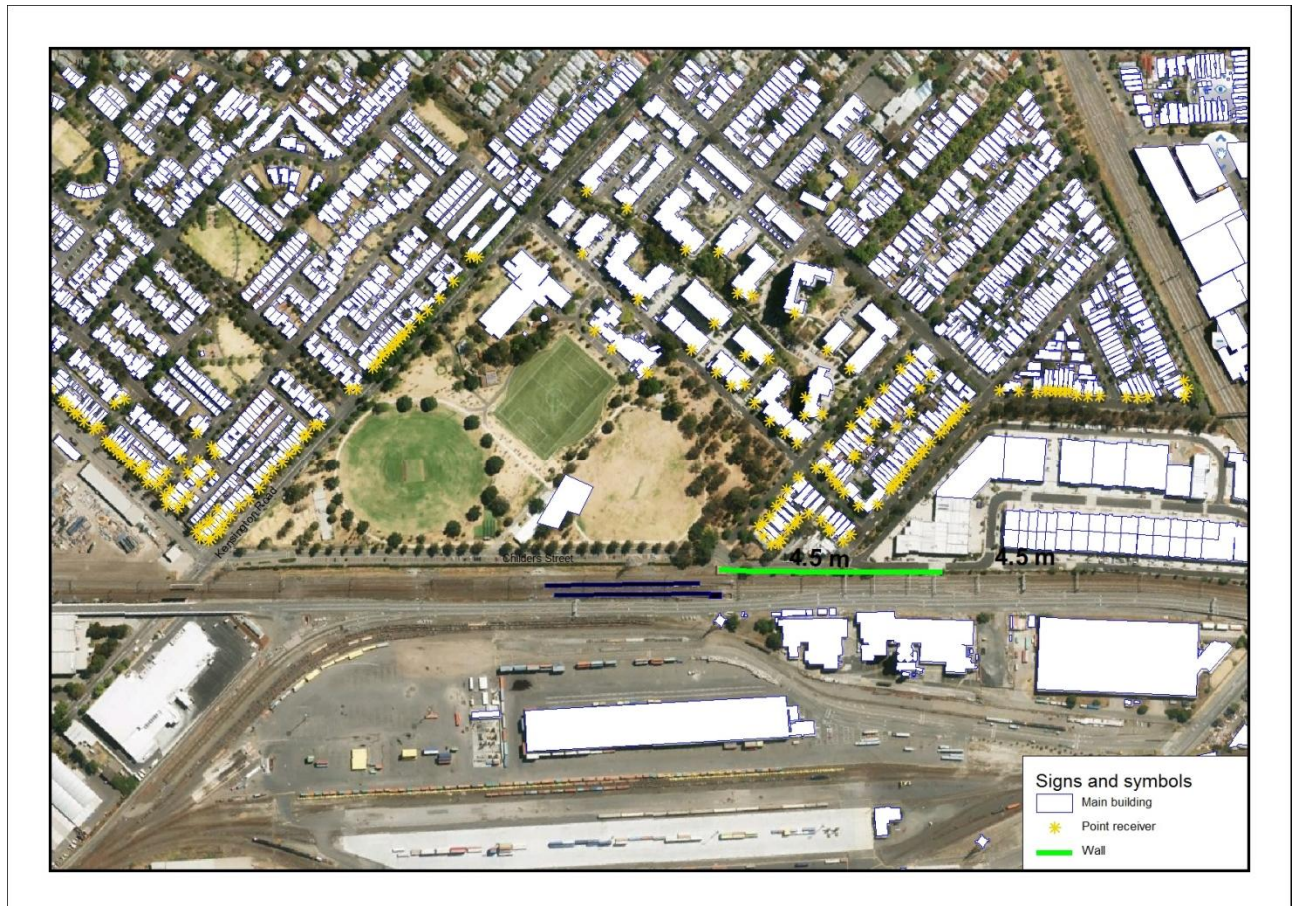 Kensington Road
Childers Street
4.5 m
4.5 m
Signs and symbols
Main building
Point receiver
Wall